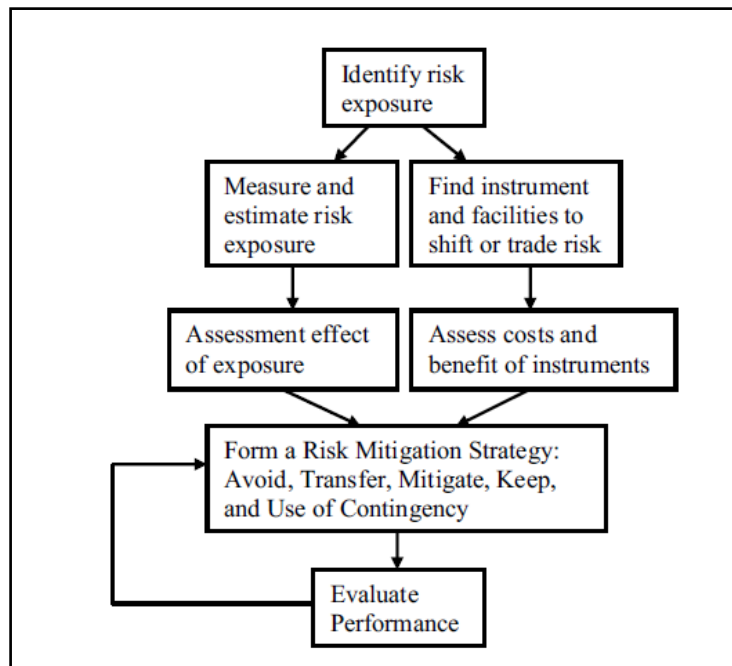 Identify risk
exposure
Measure and
estimate risk
exposure
Find instrument
and facilities to
shift or trade risk
Assessment effect
of exposure
Assess costs and
benefit of instruments
Form a Risk Mitigation Strategy:
Avoid, Transfer, Mitigate, Keep,
and Use of Contingency
Evaluate
Performance